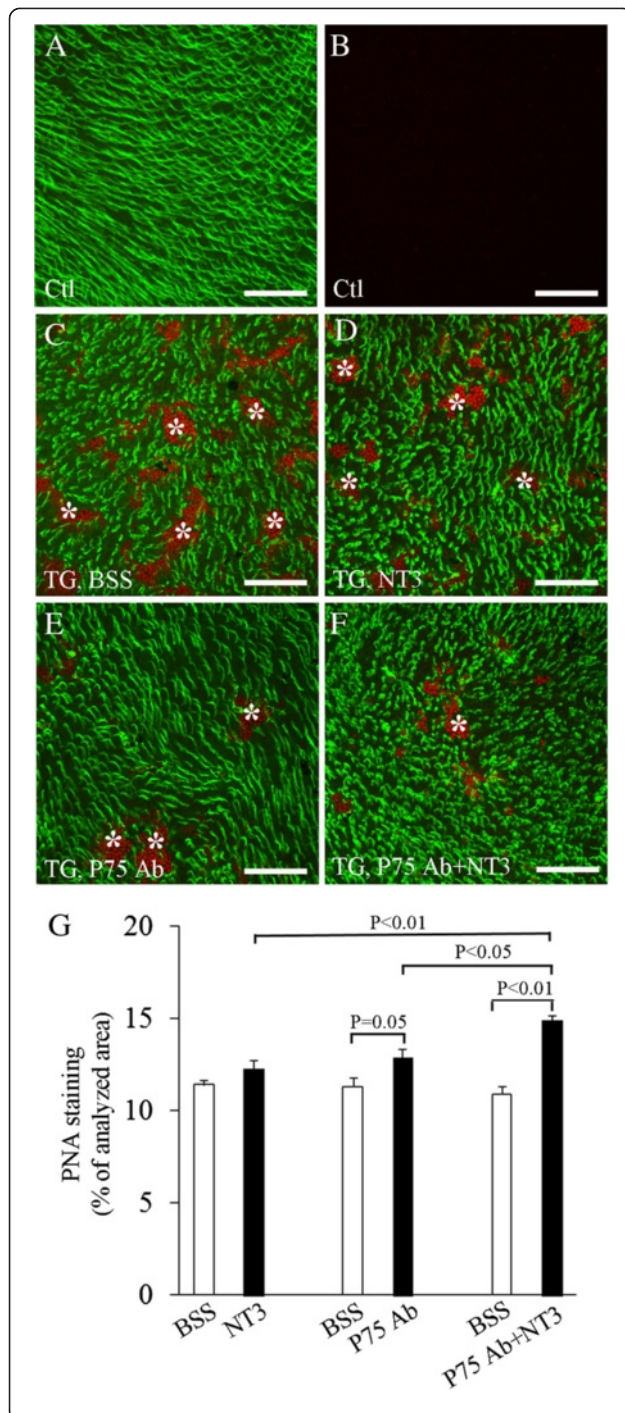 A
B
Ctl
Ctl
C
D
* * * * * *
* * * *
TG, BSS
TG, NT3
E
F
* * *
*
TG, P75 Ab
TG, P75 Ab+NT3
G
20
P<0.01
P<0.05
15
P=0.05
P<0.01
10
5
0
PNA staining
(% of analyzed area)
BSS
NT3
BSS
P75 Ab
BSS
P75 Ab+NT3